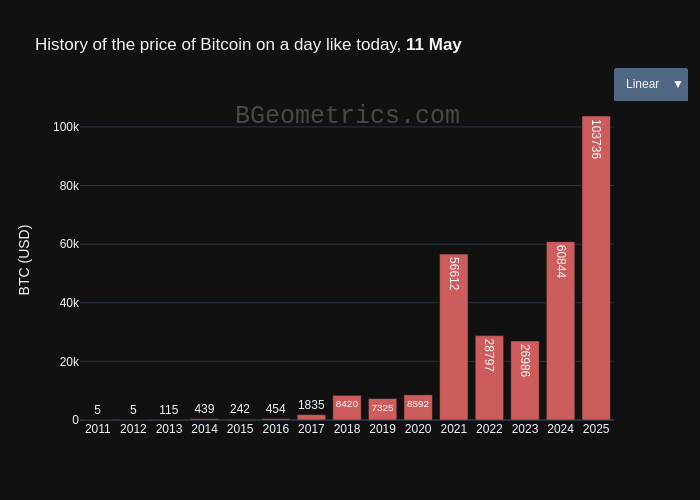 History of the price of Bitcoin on a day like today, 11 May
Linear ▼
BGeometrics.com
BTC (USD)
100k
80k
60k
40k
20k
0
5
5
115
439
242
454
1835
8420
7325
8592
56612
28797
26986
60844
103736
2011 2012 2013 2014 2015 2016 2017 2018 2019 2020 2021 2022 2023 2024 2025